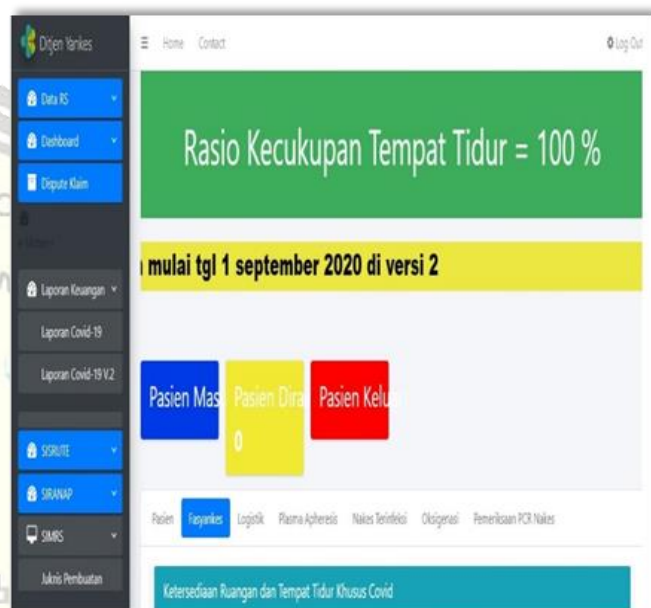 Ditjen Yankes
Home Contact Log Out
Data RS
Dashboard
Dispute Klaim
Laporan Keuangan
Laporan Covid-19
Laporan Covid-19 V.2
SISRUTE
SIRANAP
SIMRS
Juknis Pembuatan
Rasio Kecukupan Tempat Tidur = 100 %
mulai tgl 1 september 2020 di versi 2
Pasien Mas
Pasien Dira
0
Pasien Kelu
Pasien Fasyankes Logistik Plasma Apheresis Nakes Terinfeksi Oksigenasi Pemeriksaan PCR Nakes
Ketersediaan Ruangan dan Tempat Tidur Khusus Covid